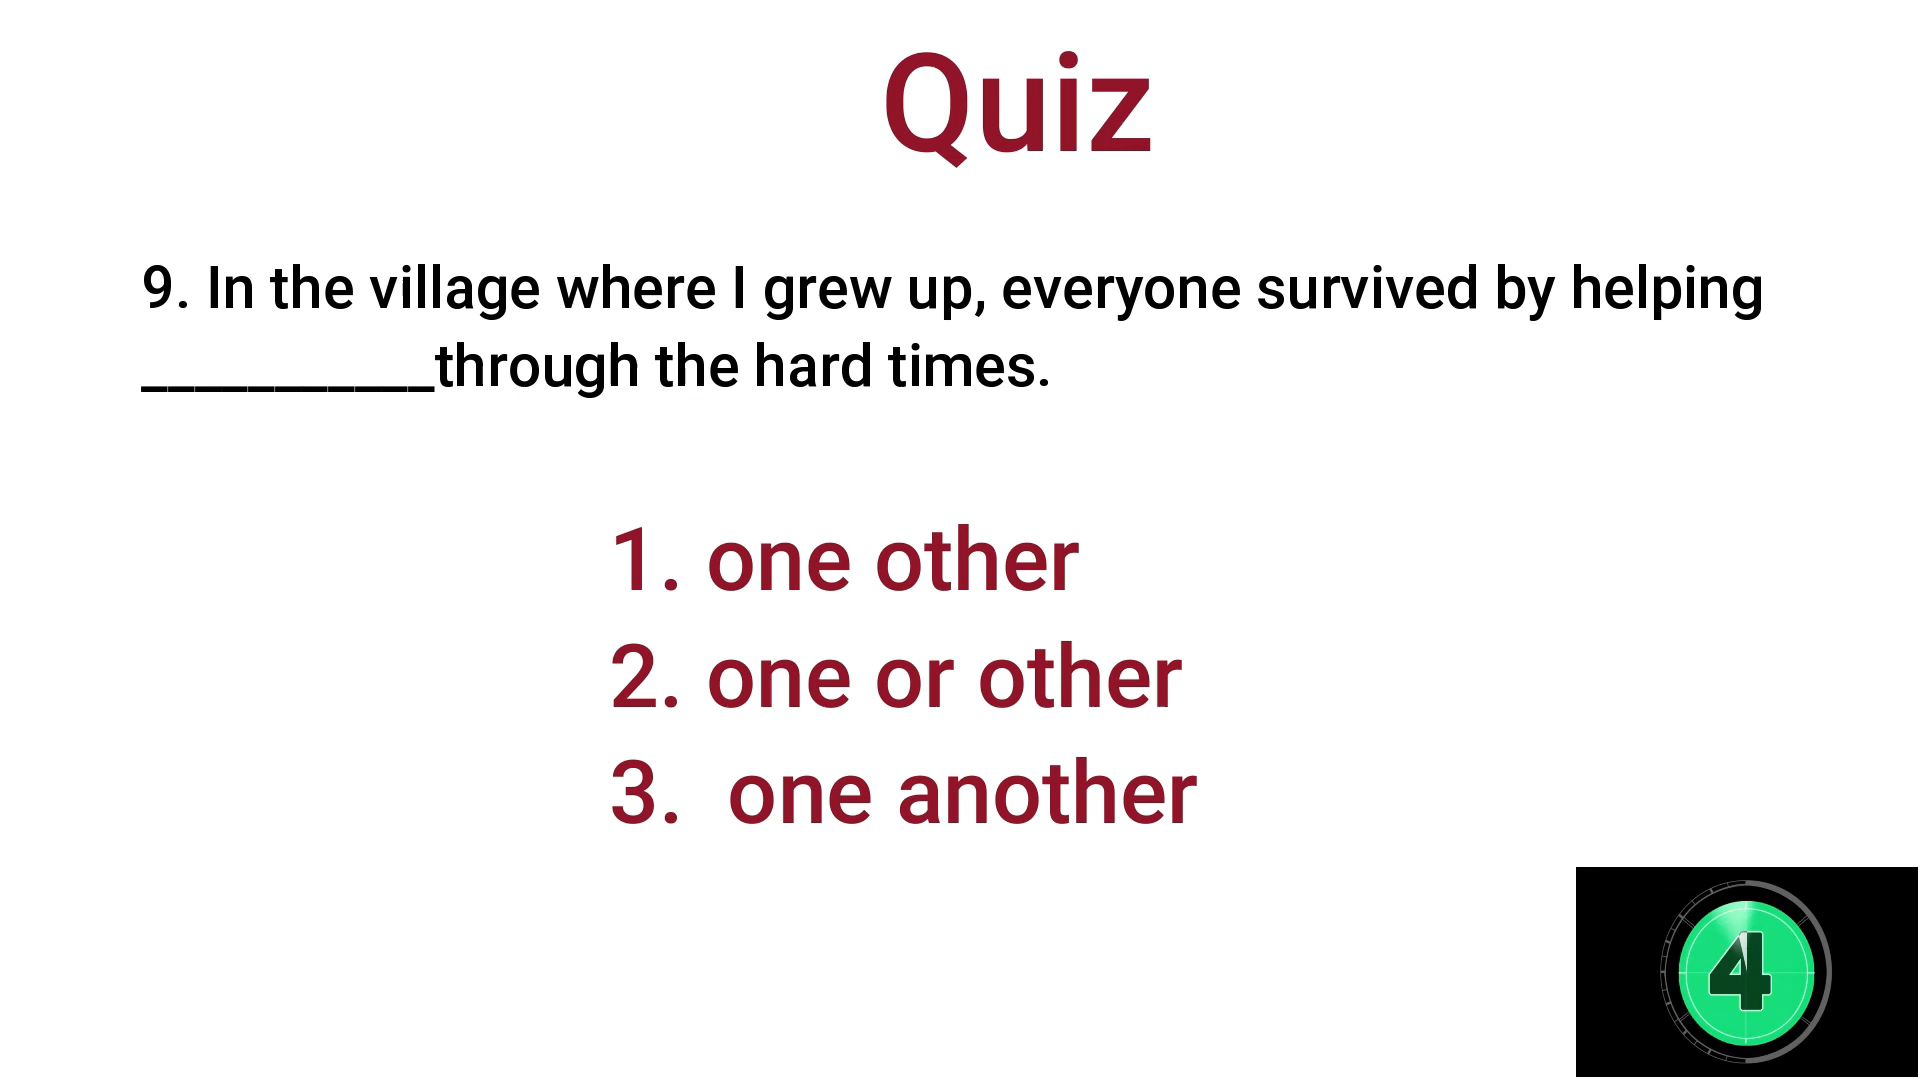 Quiz
9. In the village where I grew up, everyone survived by helping
___________through the hard times.
1. one other
2. one or other
3. one another
4